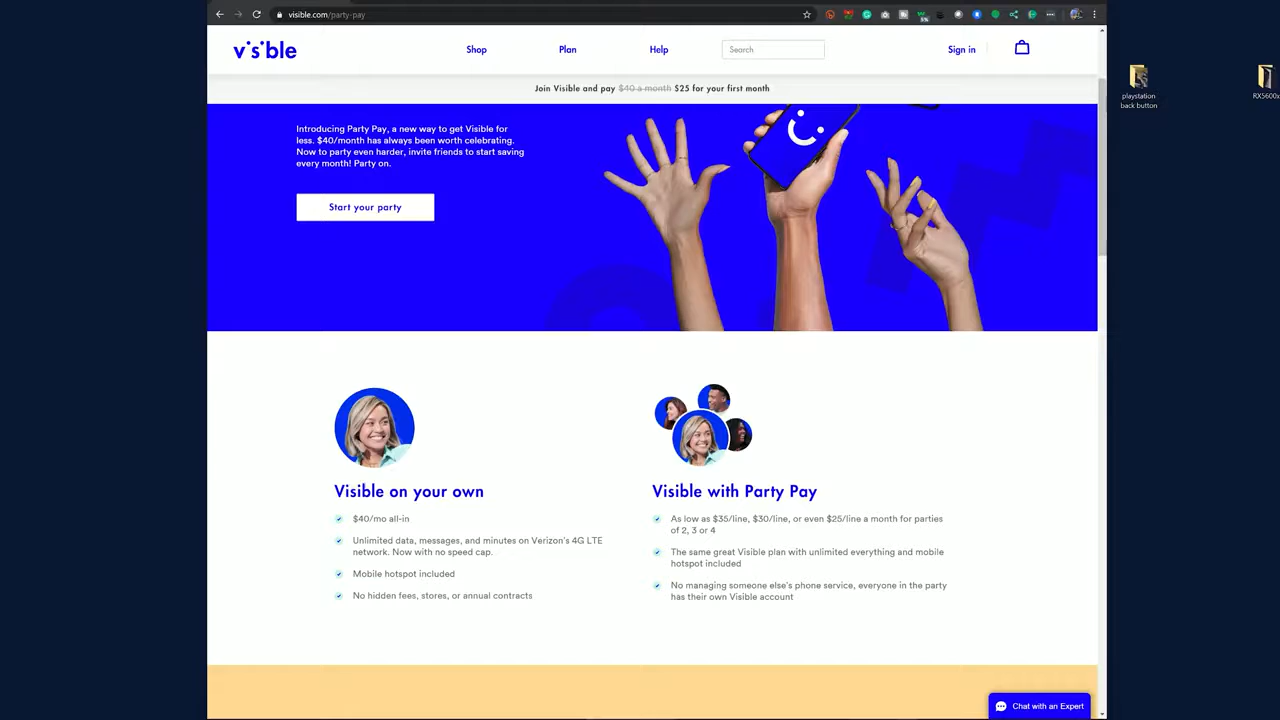 visible.com/party-pay
visible
Shop
Plan
Help
Search
Sign in
Join Visible and pay $40 a month $25 for your first month
Introducing Party Pay, a new way to get Visible for
less. $40/month has always been worth celebrating.
Now to party even harder, invite friends to start saving
every month! Party on.
Start your party
playstation
back button
RX5600x
Visible on your own
$40/mo all-in
Unlimited data, messages, and minutes on Verizon's 4G LTE
network. Now with no speed cap.
Mobile hotspot included
No hidden fees, stores, or annual contracts
Visible with Party Pay
As low as $35/line, $30/line, or even $25/line a month for parties
of 2, 3 or 4
The same great Visible plan with unlimited everything and mobile
hotspot included
No managing someone else's phone service, everyone in the party
has their own Visible account
Chat with an Expert